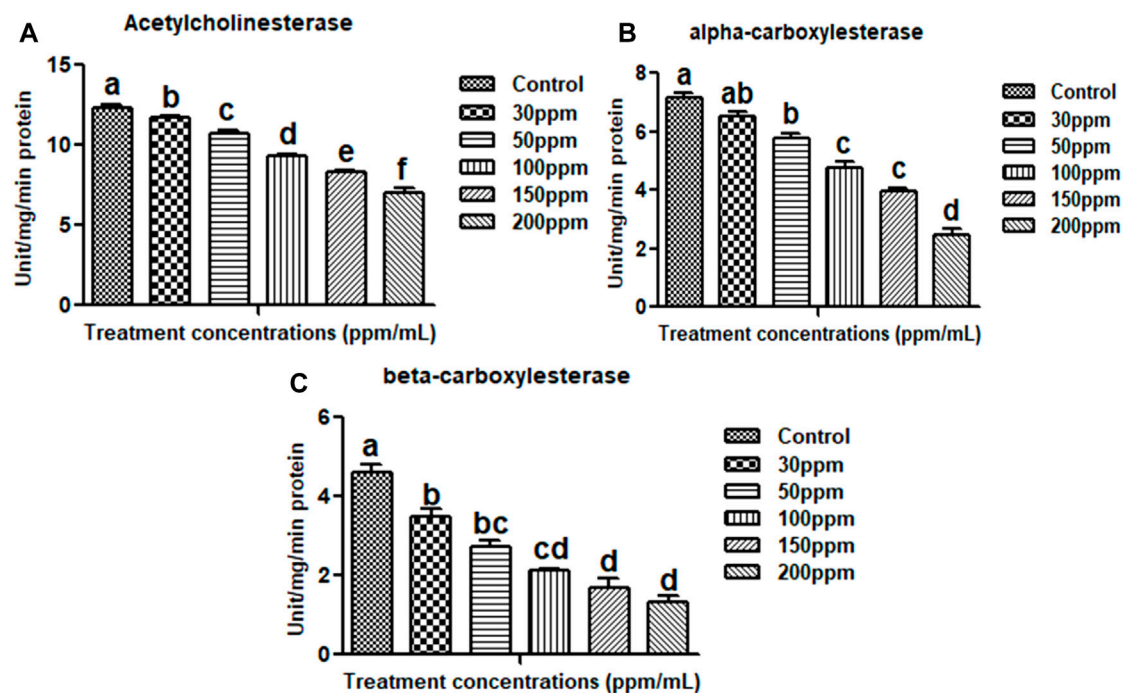 A
Acetylcholinesterase
Unit/mg/min protein
15
10
5
0
a
b
c
d
e
f
Treatment concentrations (ppm/mL)
Control
30ppm
50ppm
100ppm
150ppm
200ppm
B
alpha-carboxylesterase
Unit/mg/min protein
8
6
4
2
0
a
ab
b
c
c
d
Treatment concentrations (ppm/mL)
Control
30ppm
50ppm
100ppm
150ppm
200ppm
C
beta-carboxylesterase
Unit/mg/min protein
6
4
2
0
a
b
bc
cd
d
d
Treatment concentrations (ppm/mL)
Control
30ppm
50ppm
100ppm
150ppm
200ppm